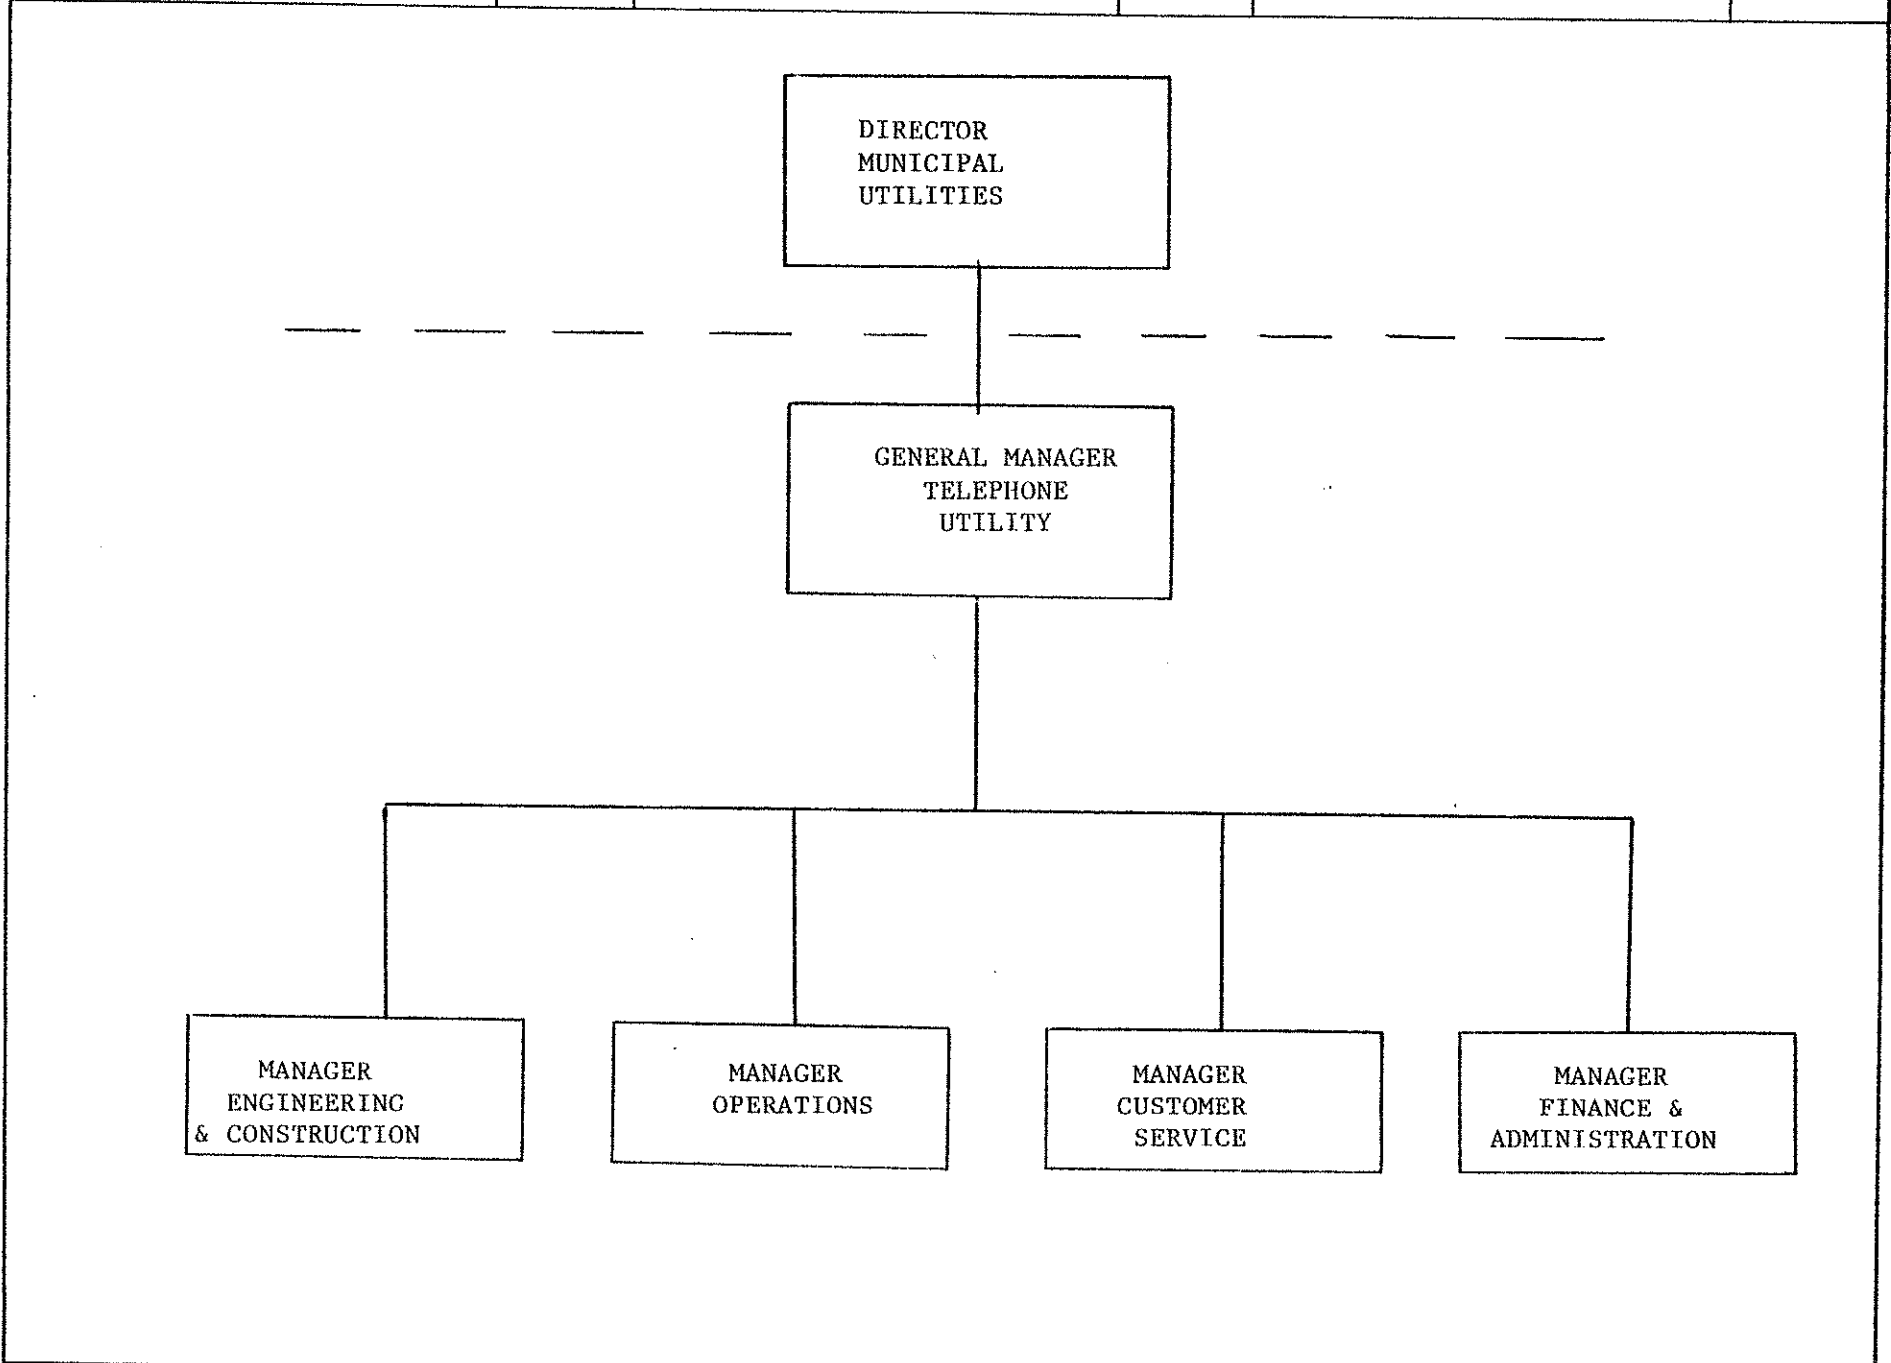 DIRECTOR
MUNICIPAL
UTILITIES
GENERAL MANAGER
TELEPHONE
UTILITY
MANAGER
ENGINEERING
& CONSTRUCTION
MANAGER
OPERATIONS
MANAGER
CUSTOMER
SERVICE
MANAGER
FINANCE &
ADMINISTRATION